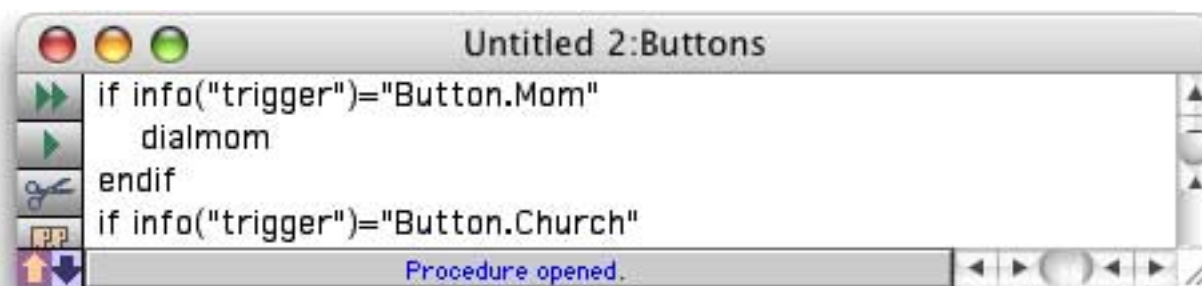 Untitled 2:Buttons
if info("trigger")="Button.Mom"
dialmom
endif
if info("trigger")="Button.Church"
Procedure opened.